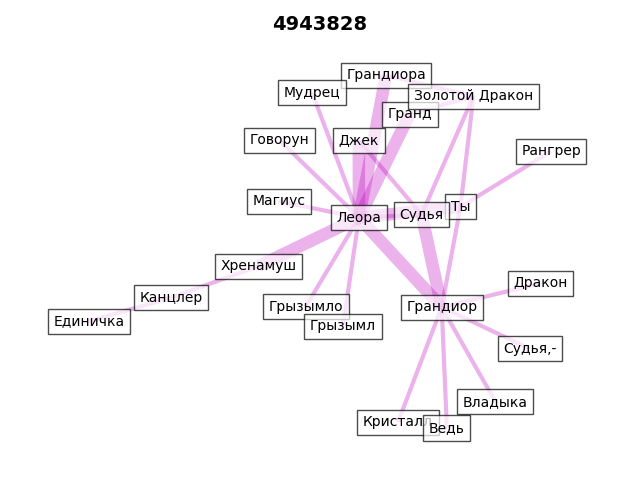 4943828
Грандиора
Мудрец
Золотой Дракон
Гранд
Говорун
Джек
Рангрер
Магиус
Ты
Судья
Леора
Хренамуш
Дракон
Канцлер
Грызымло
Грандиор
Единичка
Грызымл
Судья,-
Владыка
Кристалл
Ведь